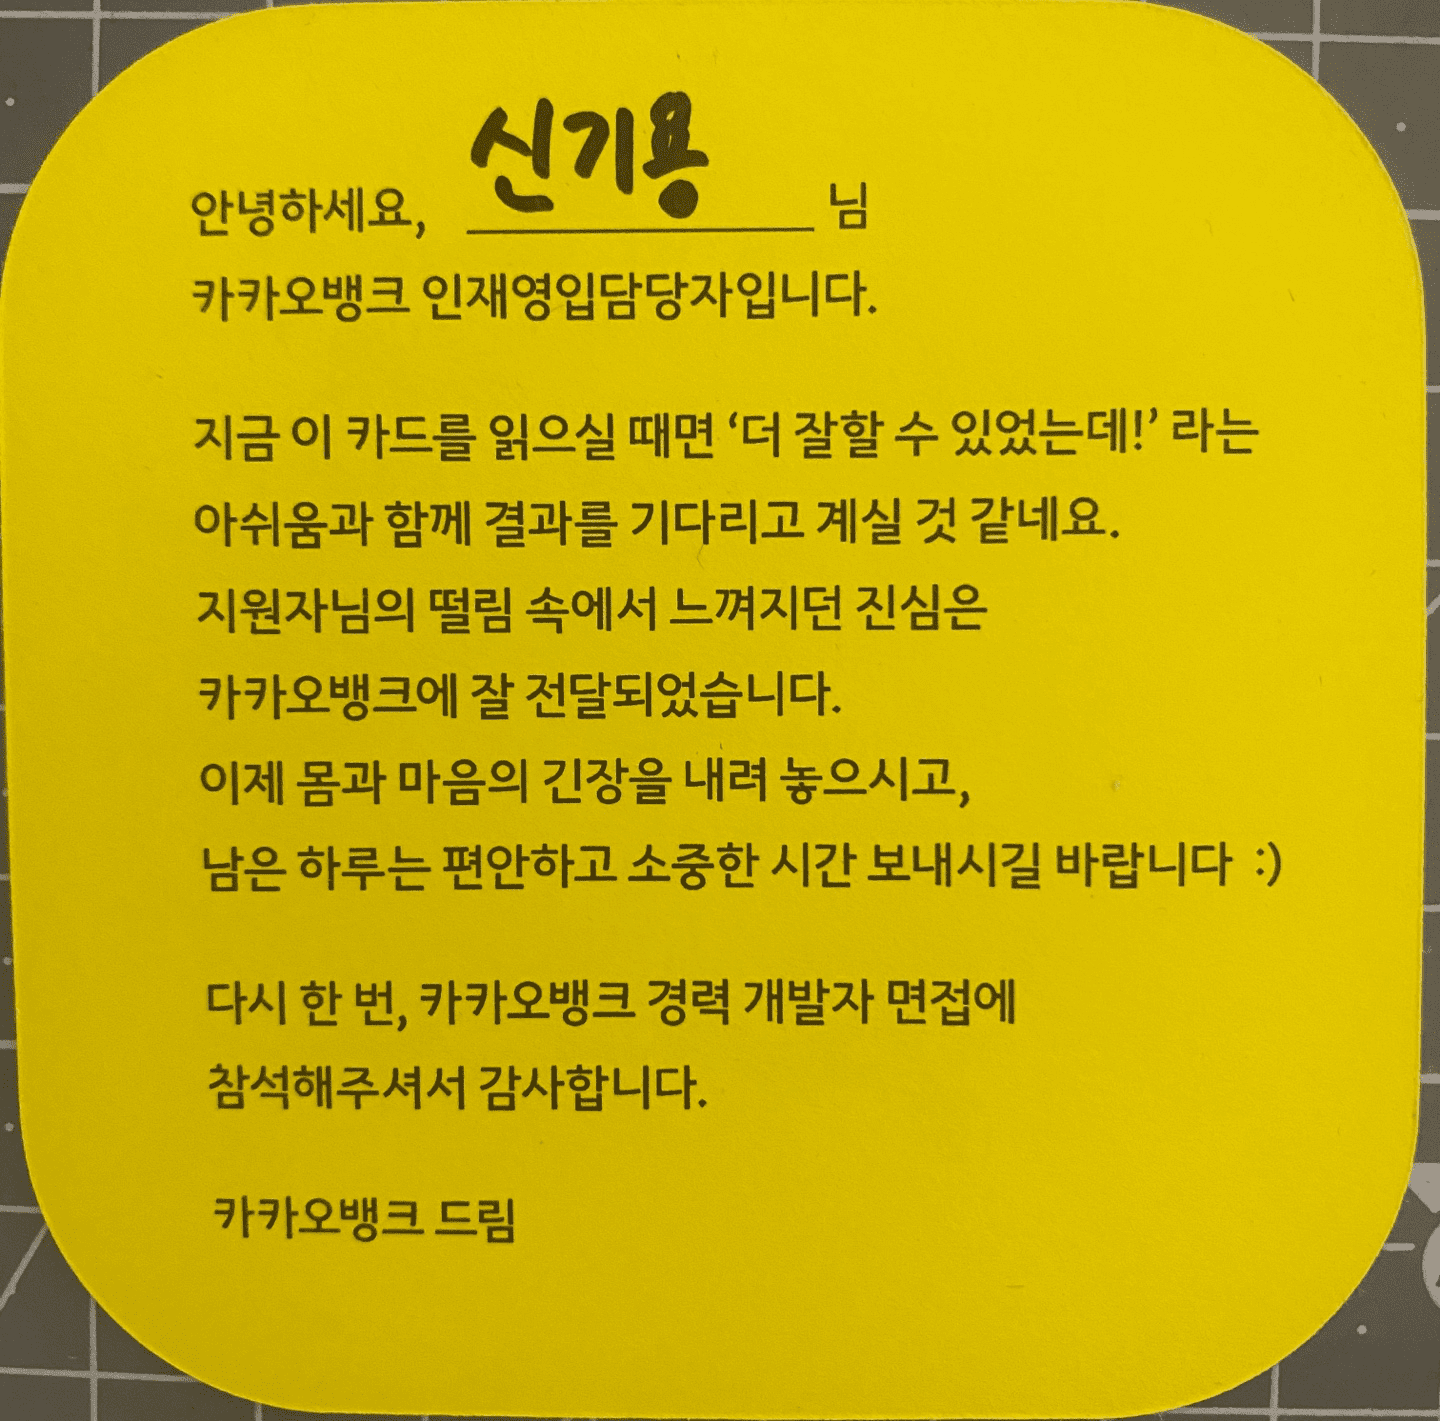 안녕하세요, 신기용 님
카카오뱅크 인재영입담당자입니다.
지금 이 카드를 읽으실 때면 ‘더 잘할 수 있었는데!’ 라는
아쉬움과 함께 결과를 기다리고 계실 것 같네요.
지원자님의 떨림 속에서 느껴지던 진심은
카카오뱅크에 잘 전달되었습니다.
이제 몸과 마음의 긴장을 내려 놓으시고,
남은 하루는 편안하고 소중한 시간 보내시길 바랍니다 :)
다시 한 번, 카카오뱅크 경력 개발자 면접에
참석해주셔서 감사합니다.
카카오뱅크 드림